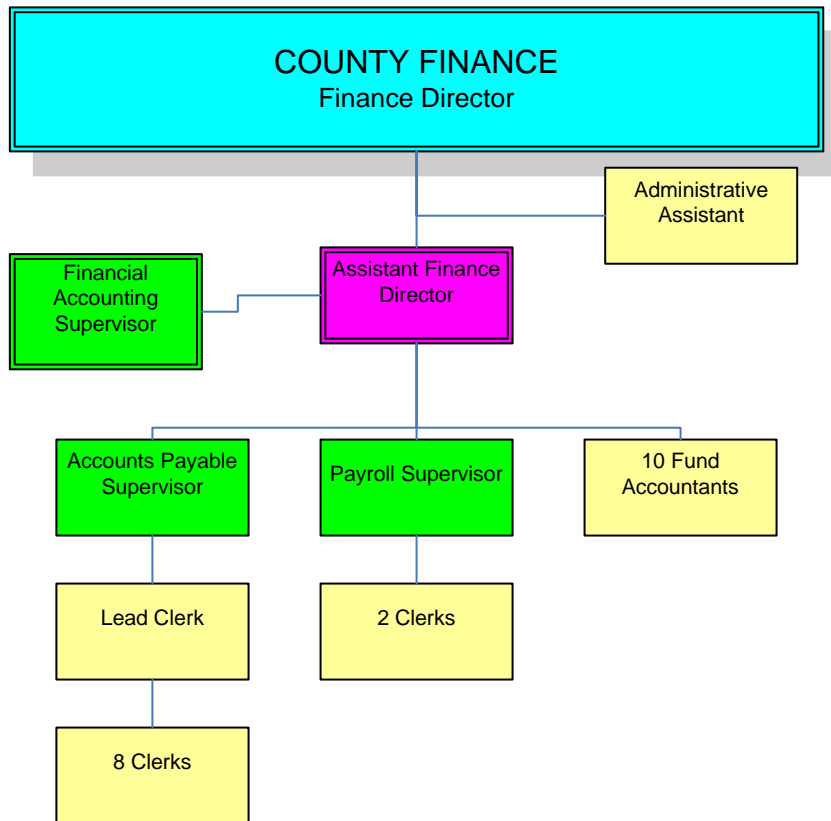 COUNTY FINANCE
Finance Director
Administrative
Assistant
Assistant Finance
Director
Financial
Accounting
Supervisor
Accounts Payable
Supervisor
Payroll Supervisor
10 Fund
Accountants
Lead Clerk
2 Clerks
8 Clerks